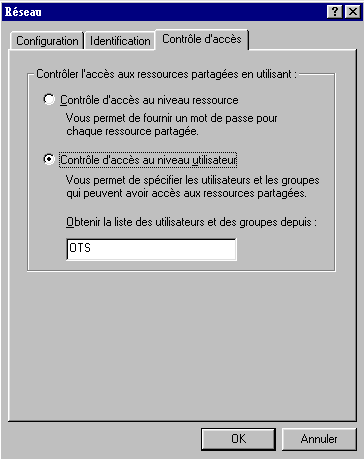 Réseau
Configuration
Identification
Contrôle d'accès
Contrôler l'accès aux ressources partagées en utilisant :
Contrôle d'accès au niveau ressource
Vous permet de fournir un mot de passe pour
chaque ressource partagée.
Contrôle d'accès au niveau utilisateur
Vous permet de spécifier les utilisateurs et les groupes
qui peuvent avoir accès aux ressources partagées.
Obtenir la liste des utilisateurs et des groupes depuis :
OTS
OK
Annuler